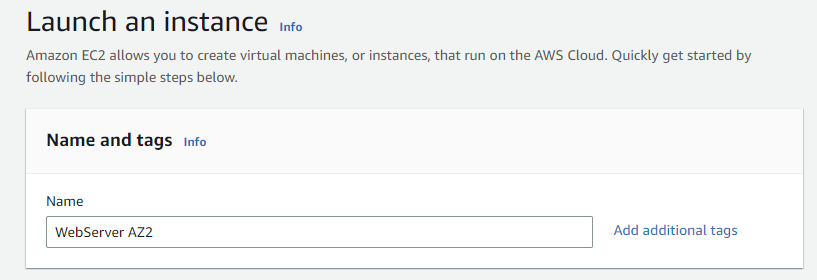 Launch an instance Info
Amazon EC2 allows you to create virtual machines, or instances, that run on the AWS Cloud. Quickly get started by
following the simple steps below.
Name and tags Info
Name
WebServer AZ2 Add additional tags